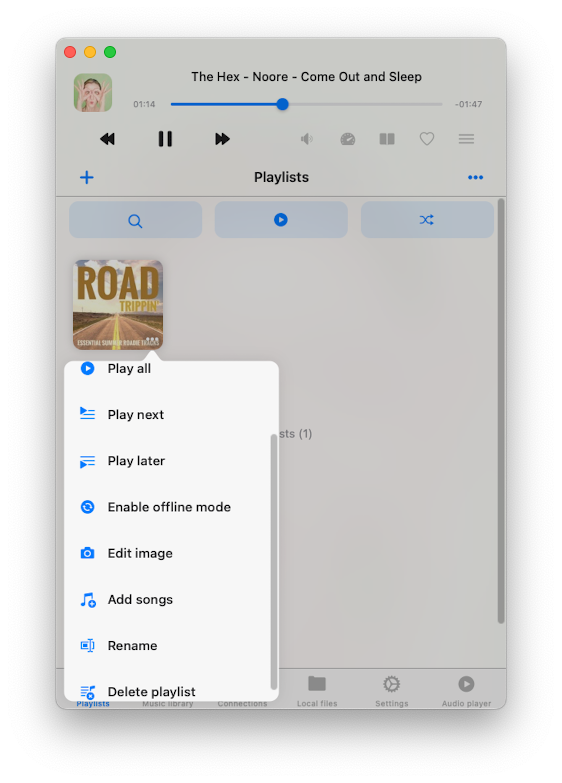 The Hex - Noore - Come Out and Sleep
01:14
-01:47
Playlists
ROAD
TRIPPIN'
ESSENTIAL SUMMER ROADIE TRACKS
Play all
Play next
sts (1)
Play later
Enable offline mode
Edit image
Add songs
Rename
Delete playlist
Playlists
Music library
Connections
Local files
Settings
Audio player